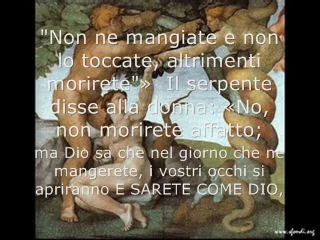 "Non ne mangiate e non
lo toccate, altrimenti
morirete"». Il serpente
disse alla donna: «No,
non morirete affatto;
ma Dio sa che nel giorno che ne
mangerete, i vostri occhi si
apriranno E SARETE COME DIO,
www.efondi.org